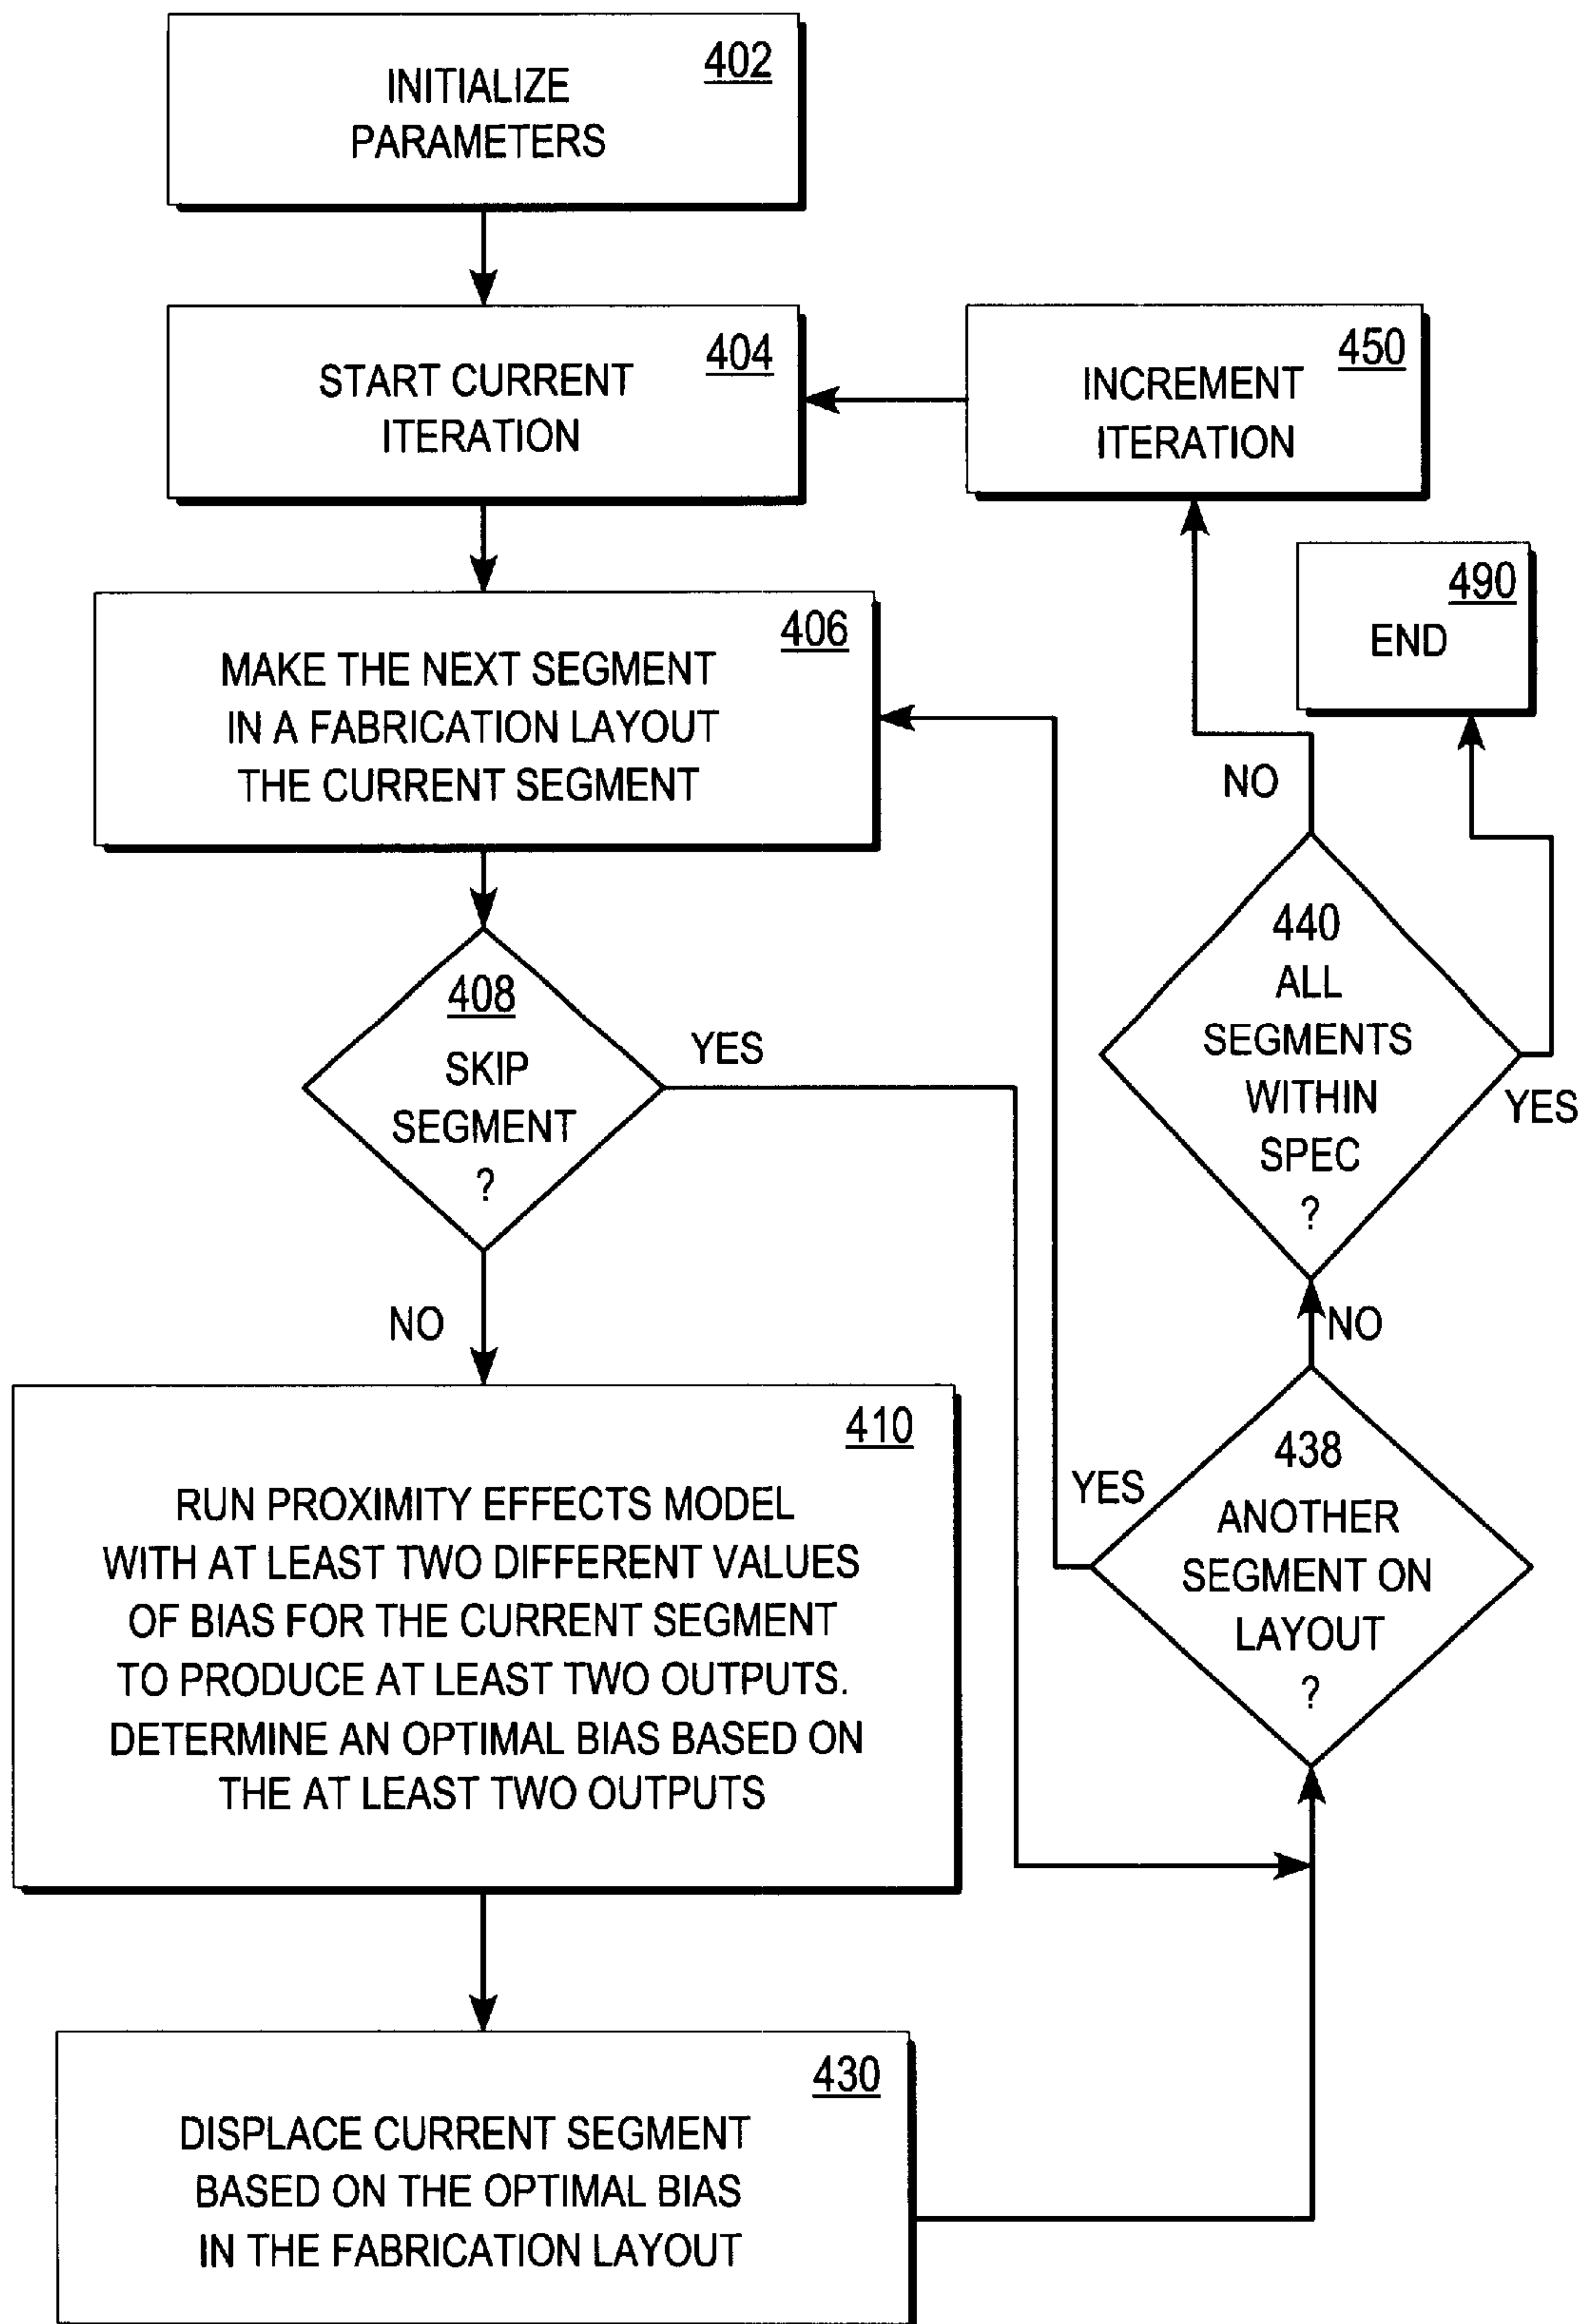 402
INITIALIZE
PARAMETERS
404
START CURRENT
ITERATION
450
INCREMENT
ITERATION
490
END
406
MAKE THE NEXT SEGMENT
IN A FABRICATION LAYOUT
THE CURRENT SEGMENT
NO
408
SKIP
SEGMENT
?
YES
440
ALL
SEGMENTS
WITHIN
SPEC
?
YES
NO
NO
410
RUN PROXIMITY EFFECTS MODEL
WITH AT LEAST TWO DIFFERENT VALUES
OF BIAS FOR THE CURRENT SEGMENT
TO PRODUCE AT LEAST TWO OUTPUTS.
DETERMINE AN OPTIMAL BIAS BASED ON
THE AT LEAST TWO OUTPUTS
YES
438
ANOTHER
SEGMENT ON
LAYOUT
?
430
DISPLACE CURRENT SEGMENT
BASED ON THE OPTIMAL BIAS
IN THE FABRICATION LAYOUT